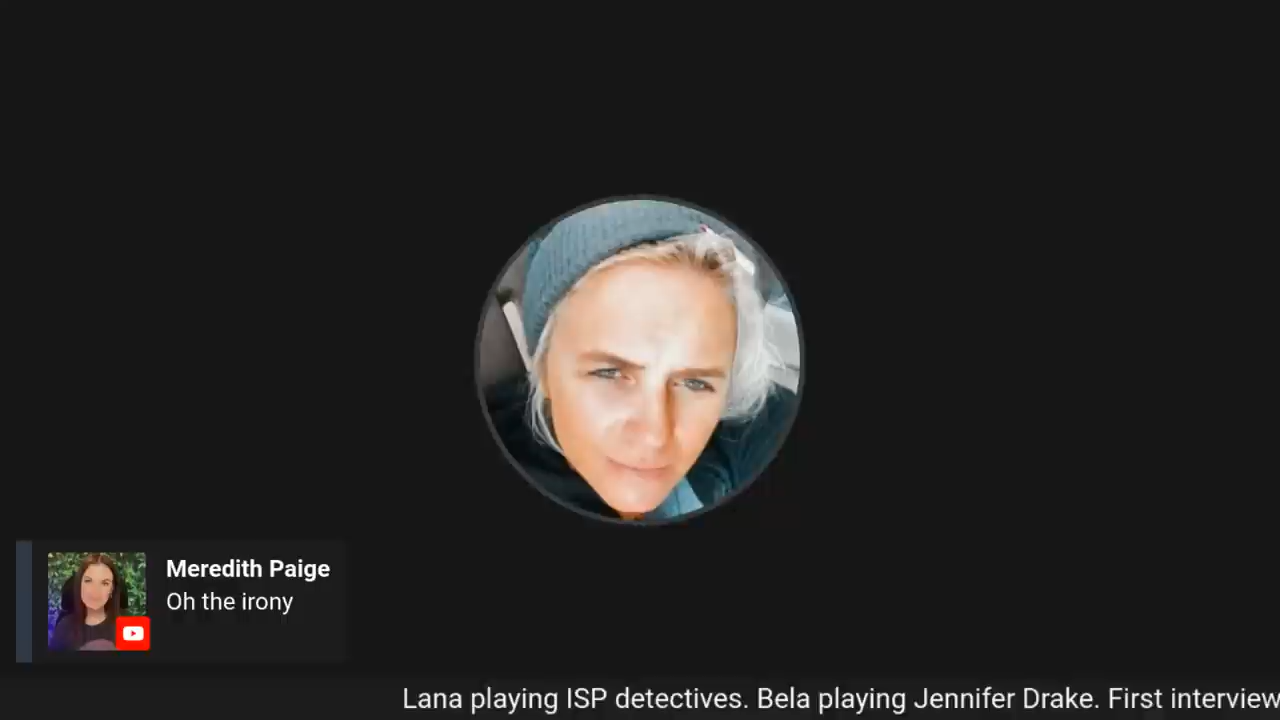 Meredith Paige
Oh the irony
Lana playing ISP detectives. Bela playing Jennifer Drake. First interview